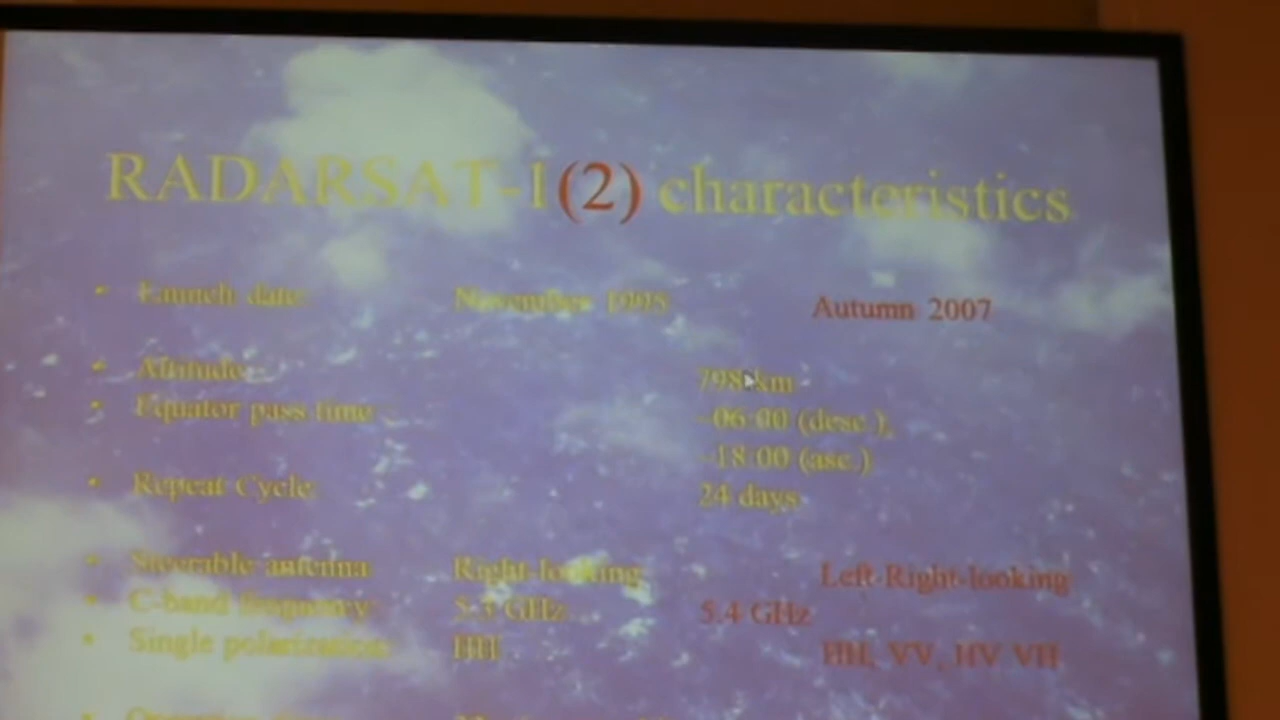 RADARSAT-1(2) characteristics
• Launch date: November 1995 Autumn 2007
• Altitude: 798 km
• Equator pass time: ~06:00 (desc.),
~18:00 (asc.)
• Repeat Cycle: 24 days
• Steerable antenna: Right-looking Left-Right-looking
• C-band frequency: 5.3 GHz 5.4 GHz
• Single polarization: HH HH, VV, HV VH